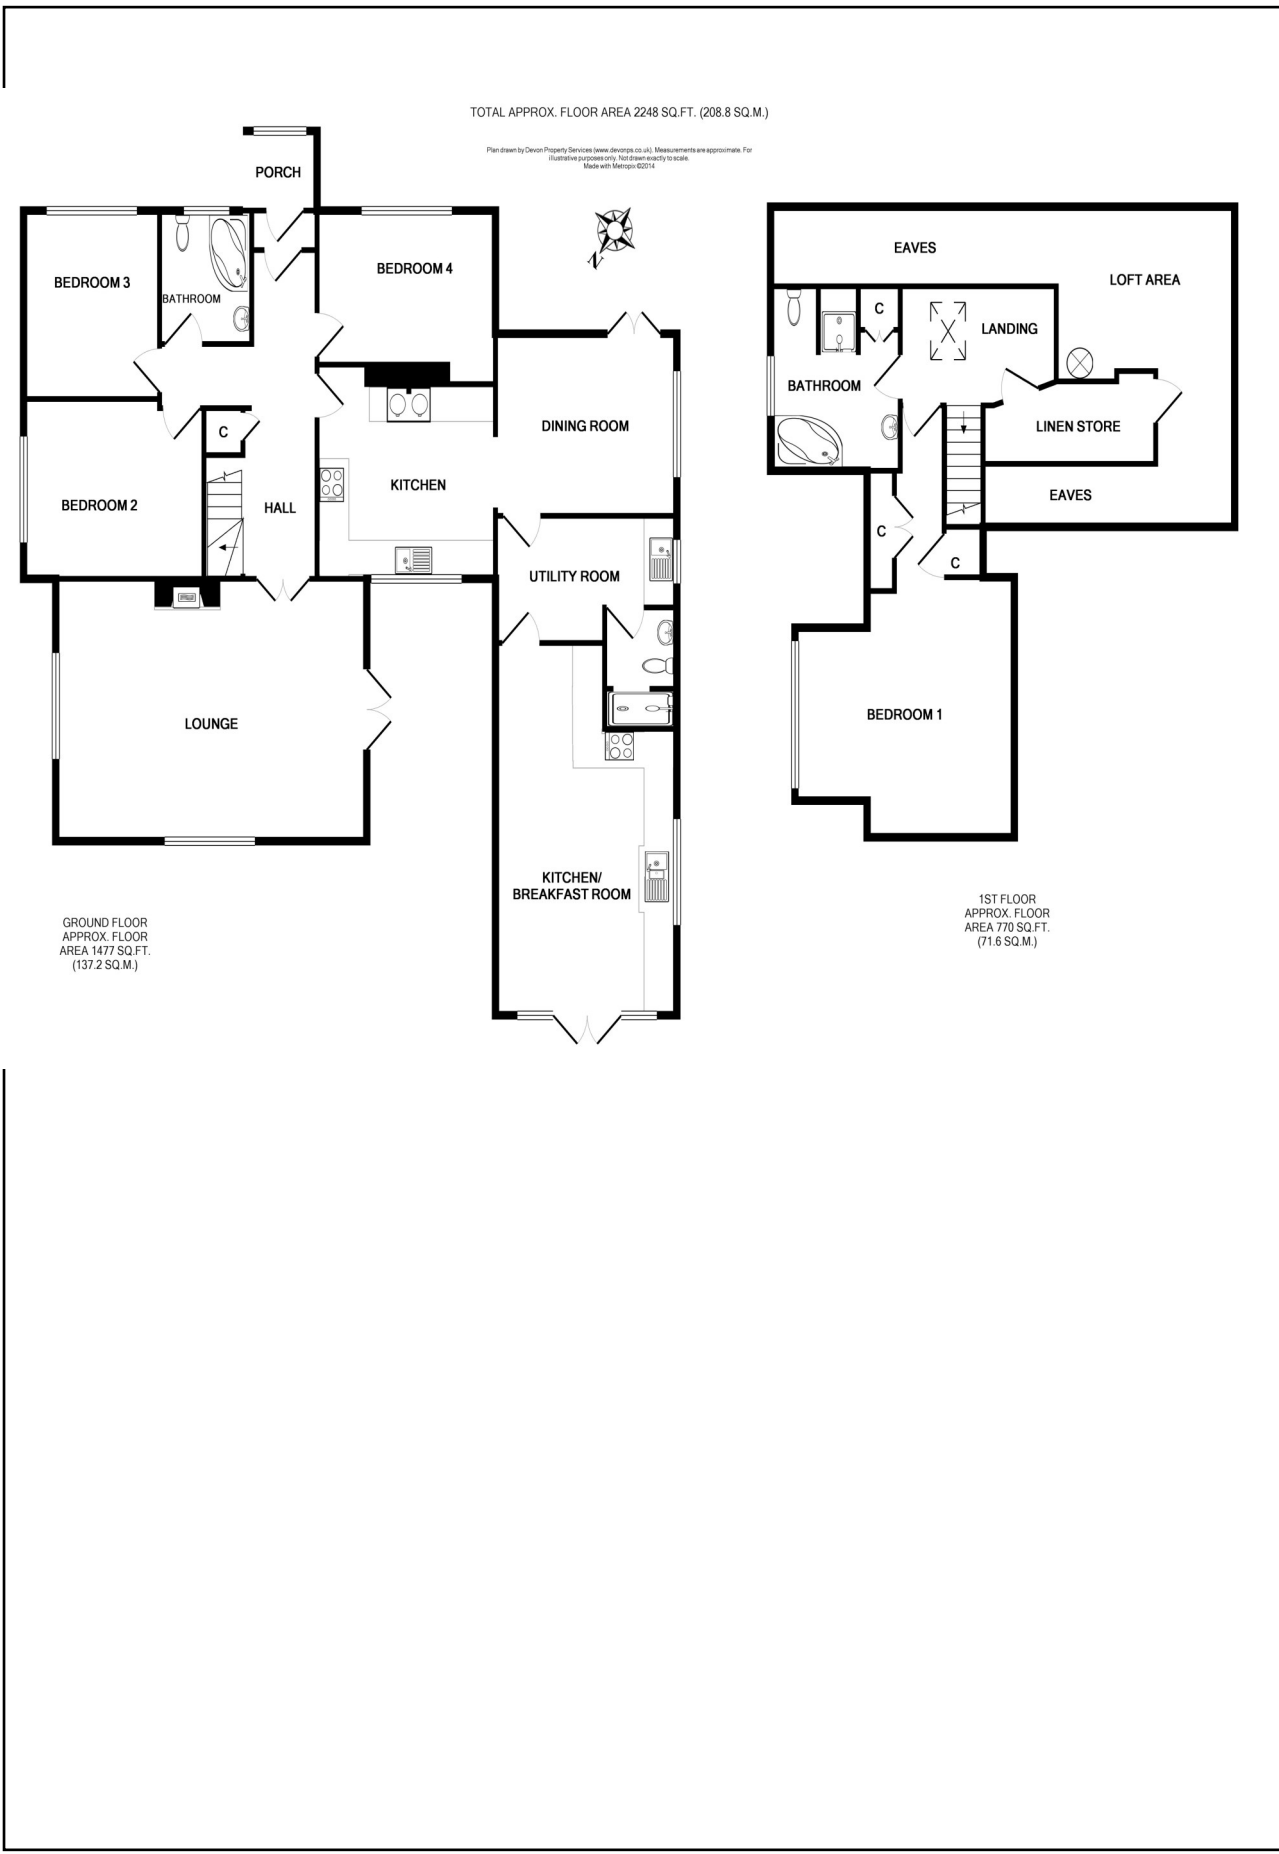 TOTAL APPROX. FLOOR AREA 2248 SQ.FT. (208.8 SQ.M.)
Plan drawn by Devon Property Services (www.devonps.co.uk). Measurements are approximate. For
illustrative purposes only. Not drawn exactly to scale.
Made with Metropix ©2014
N
PORCH
BEDROOM 3
BATHROOM
BEDROOM 4
C
BEDROOM 2
HALL
KITCHEN
DINING ROOM
UTILITY ROOM
LOUNGE
KITCHEN/
BREAKFAST ROOM
GROUND FLOOR
APPROX. FLOOR
AREA 1477 SQ.FT.
(137.2 SQ.M.)
EAVES
LOFT AREA
C
LANDING
BATHROOM
LINEN STORE
EAVES
C
C
BEDROOM 1
1ST FLOOR
APPROX. FLOOR
AREA 770 SQ.FT.
(71.6 SQ.M.)